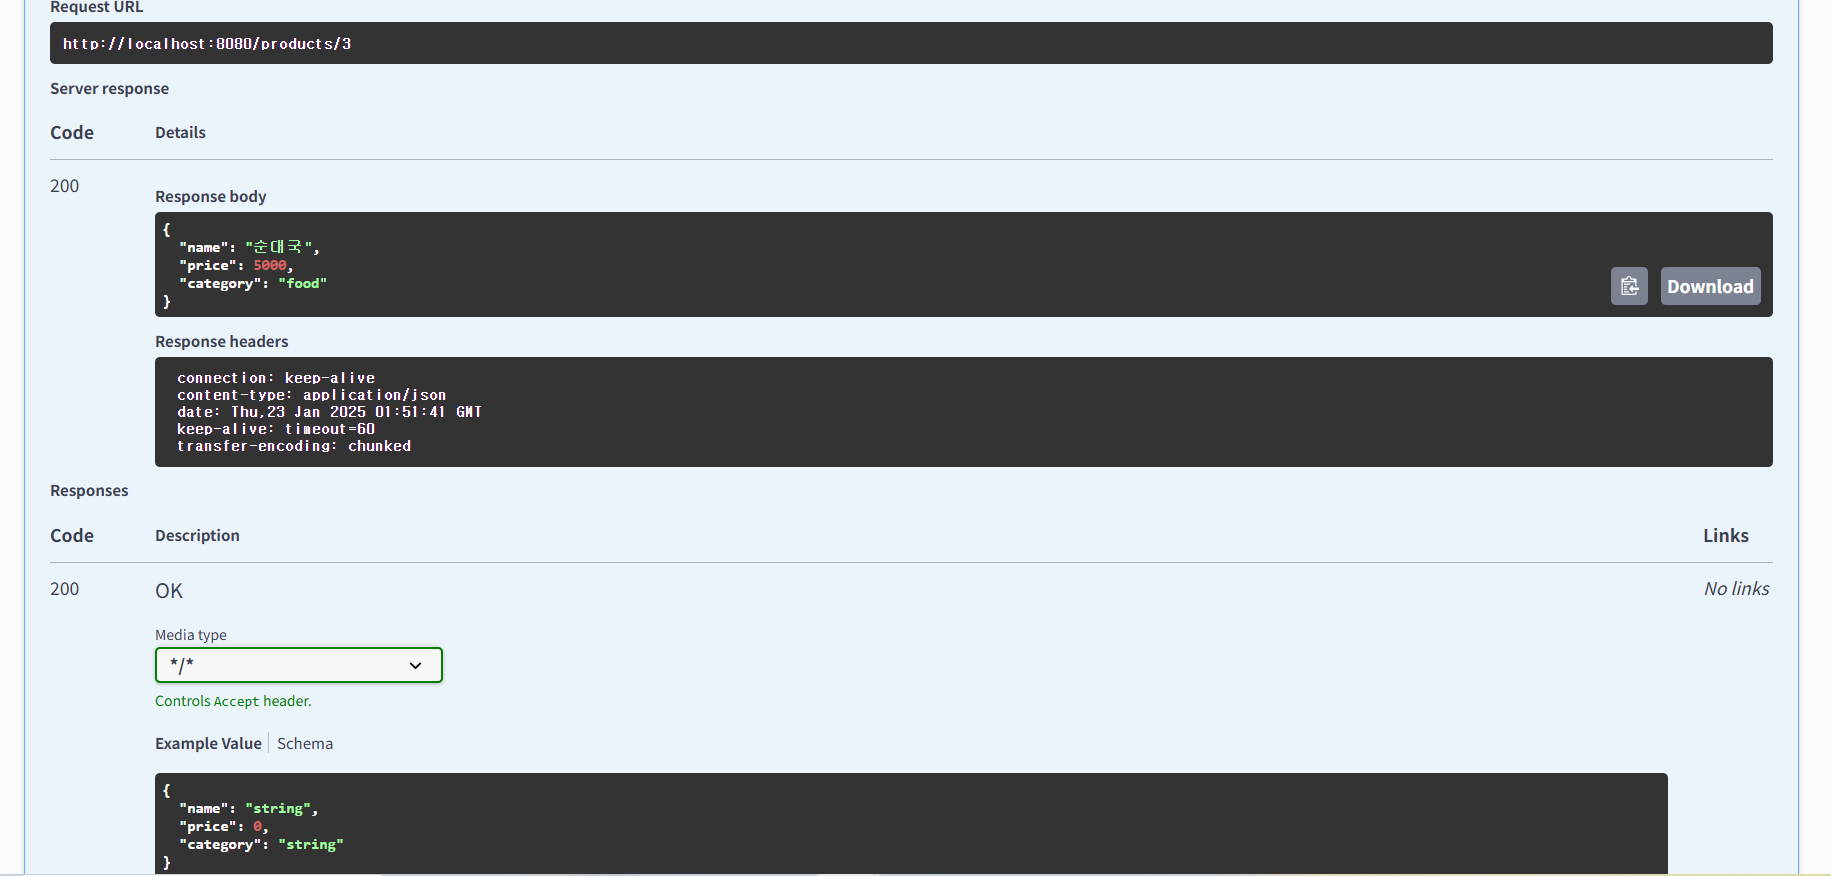 Request URL
http://localhost:8080/products/3
Server response
Code Details
200
Response body
{
"name": "순대국",
"price": 5000,
"category": "food"
}
Download
Response headers
connection: keep-alive
content-type: application/json
date: Thu,23 Jan 2025 01:51:41 GMT
keep-alive: timeout=60
transfer-encoding: chunked
Responses
Code Description Links
200 OK No links
Media type
*/*
Controls Accept header.
Example Value Schema
{
"name": "string",
"price": 0,
"category": "string"
}